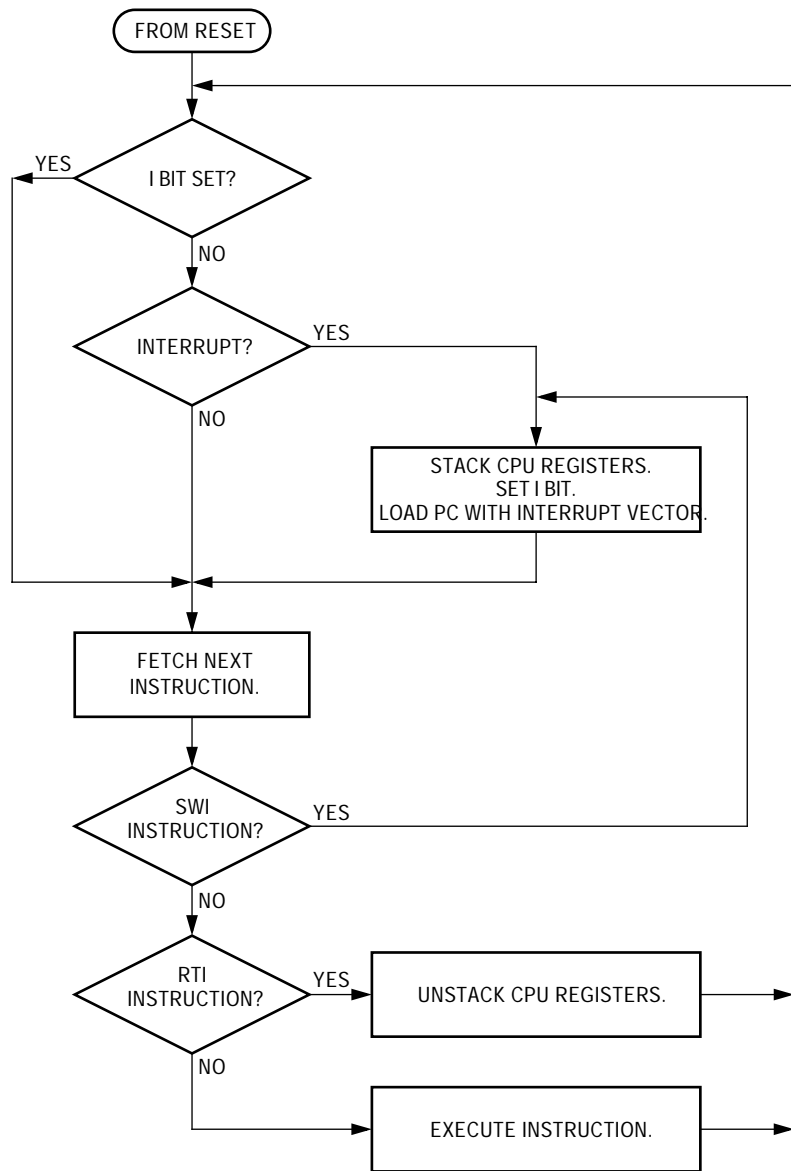 FROM RESET
YES
I BIT SET?
NO
INTERRUPT?
YES
NO
STACK CPU REGISTERS.
SET I BIT.
LOAD PC WITH INTERRUPT VECTOR.
FETCH NEXT
INSTRUCTION.
SWI
INSTRUCTION?
YES
NO
RTI
INSTRUCTION?
YES
UNSTACK CPU REGISTERS.
NO
EXECUTE INSTRUCTION.